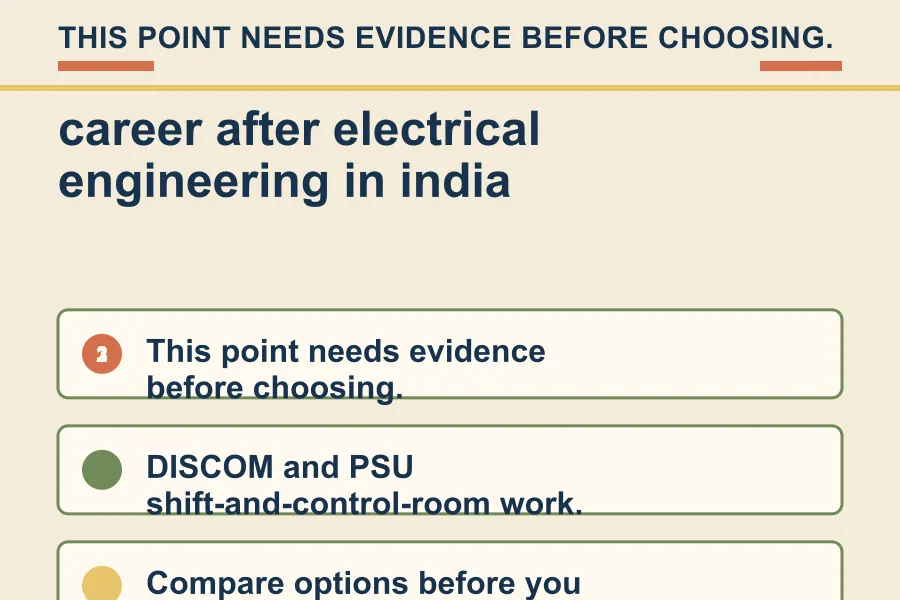 THIS POINT NEEDS EVIDENCE BEFORE CHOOSING.
career after electrical
engineering in india
This point needs evidence
before choosing.
DISCOM and PSU
shift-and-control-room work.
Compare options before you